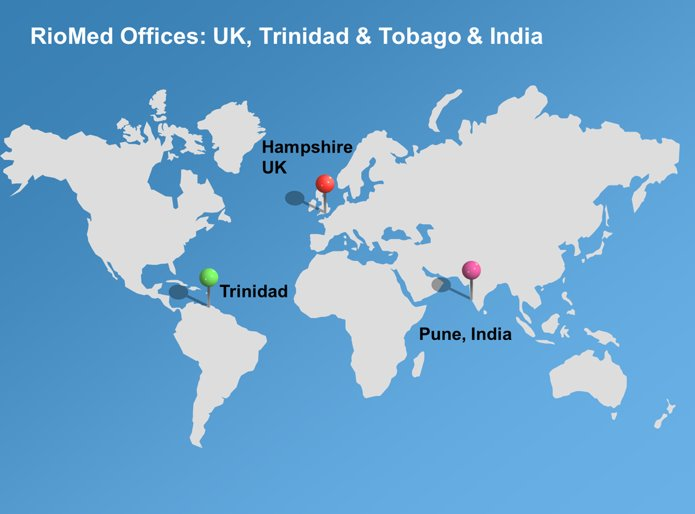 RioMed Offices: UK, Trinidad & Tobago & India
Hampshire
UK
Trinidad
Pune, India